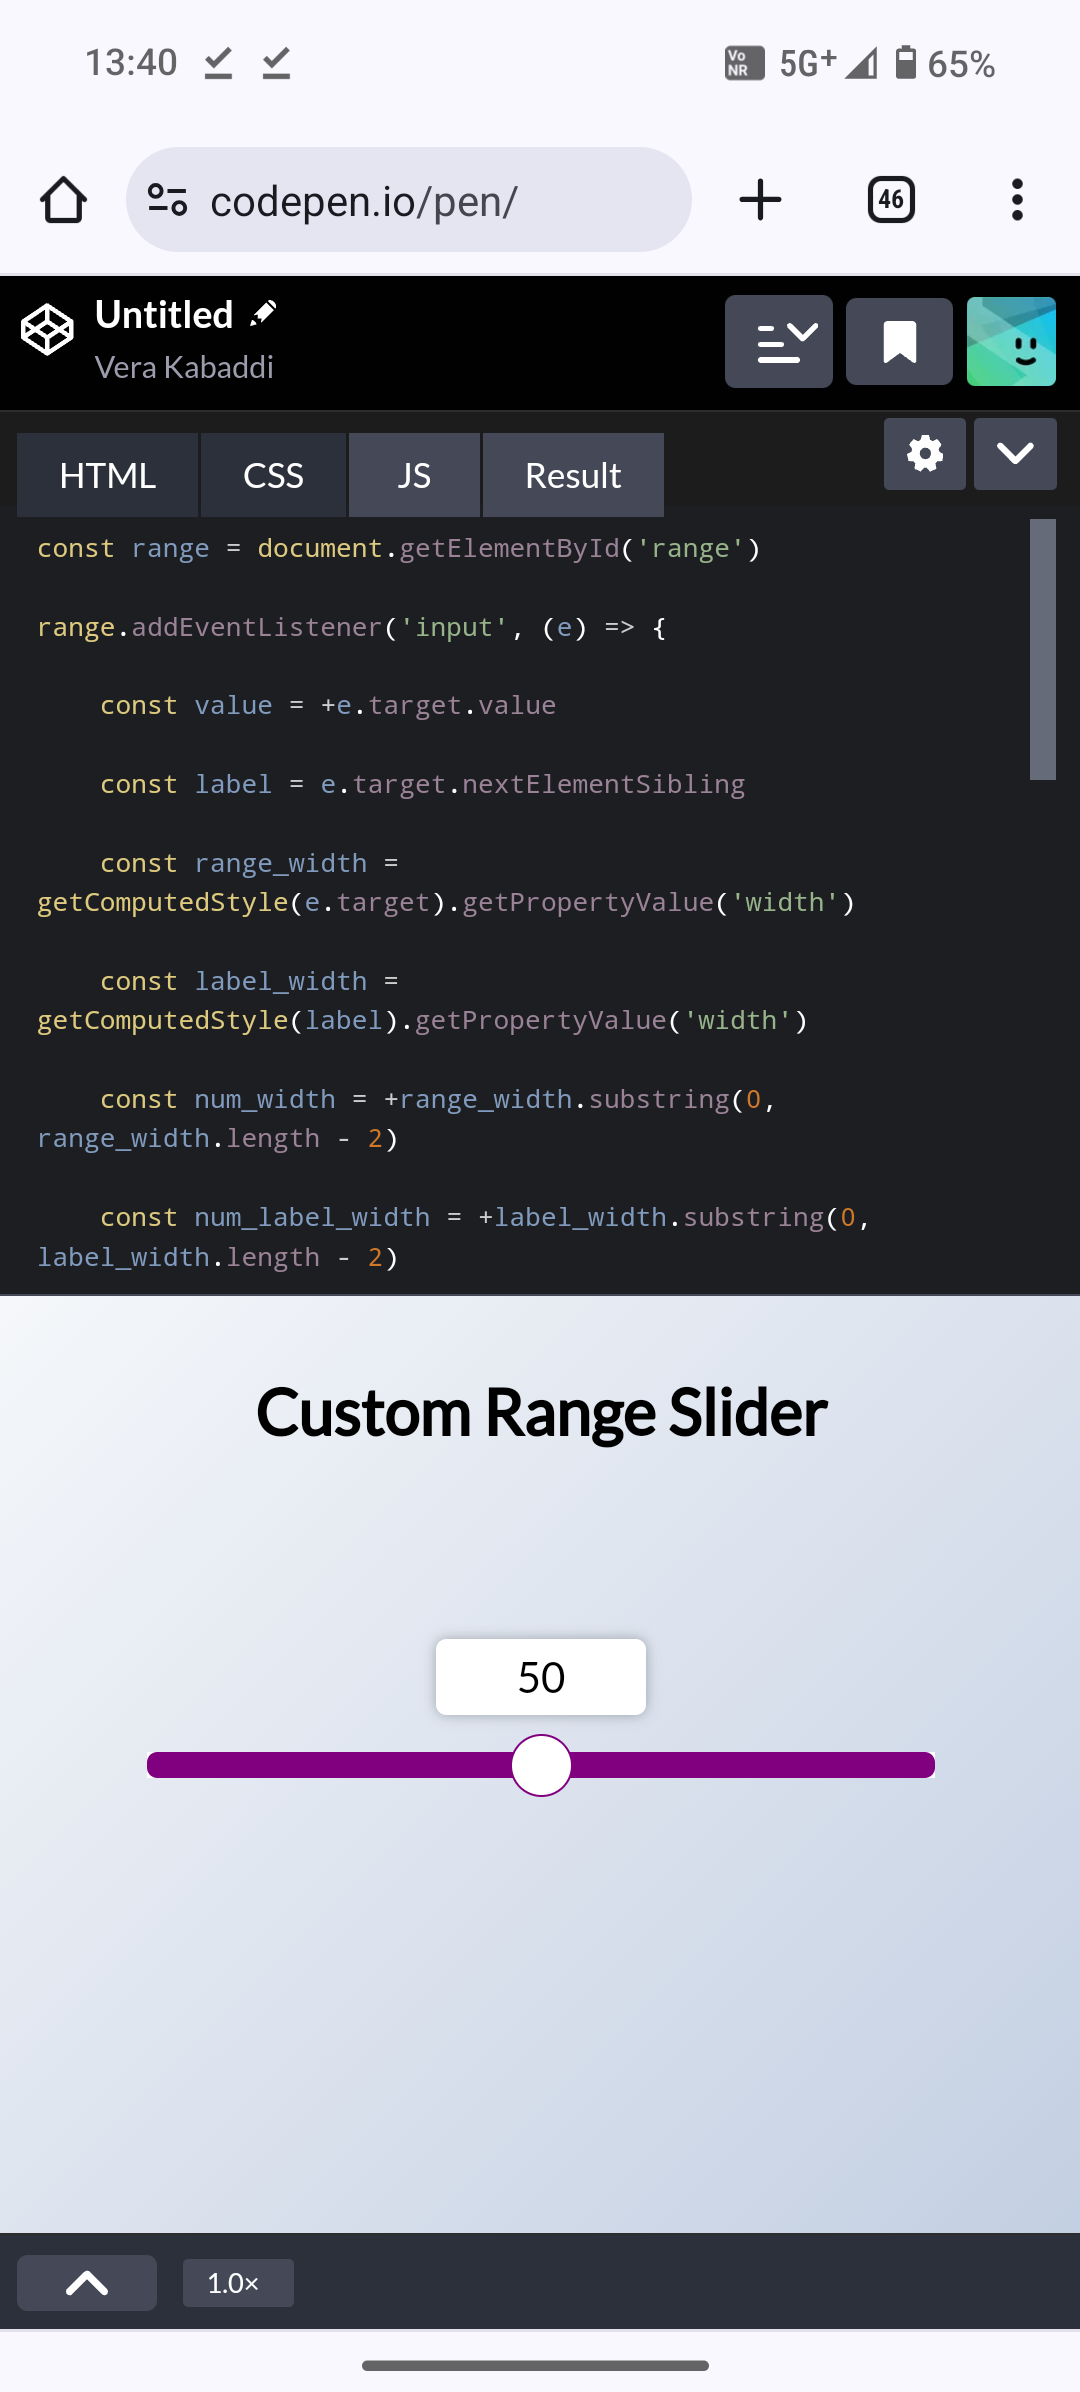 13:40
Vo NR 5G+ 65%
codepen.io/pen/
46
Untitled
Vera Kabaddi
HTML CSS JS Result
const range = document.getElementById('range')
range.addEventListener('input', (e) => {
const value = +e.target.value
const label = e.target.nextElementSibling
const range_width =
getComputedStyle(e.target).getPropertyValue('width')
const label_width =
getComputedStyle(label).getPropertyValue('width')
const num_width = +range_width.substring(0,
range_width.length - 2)
const num_label_width = +label_width.substring(0,
label_width.length - 2)
Custom Range Slider
50
1.0×